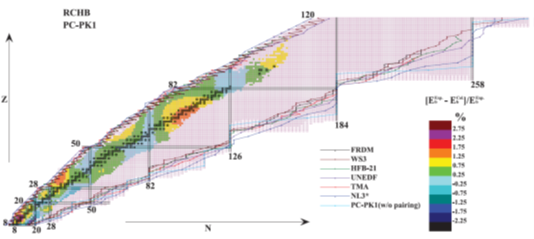 RCHB
PC-PK1
120
Z
82
258
50
184
126
28
82
20
50
8
8
20
28
N
FRDM
WS3
HFB-21
UNEDF
TMA
NL3*
PC-PK1(w/o pairing)
%
2.75
2.25
1.75
1.25
0.75
0.25
-0.25
-0.75
-1.25
-1.75
-2.25